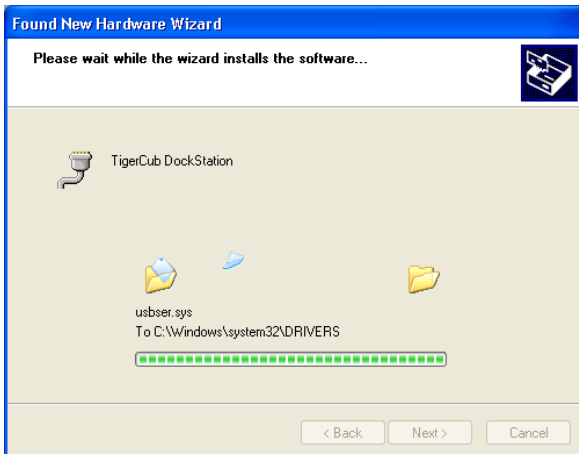 Found New Hardware Wizard
Please wait while the wizard installs the software...
TigerCub DockStation
usbser.sys
To C:\Windows\system32\DRIVERS
< Back Next > Cancel